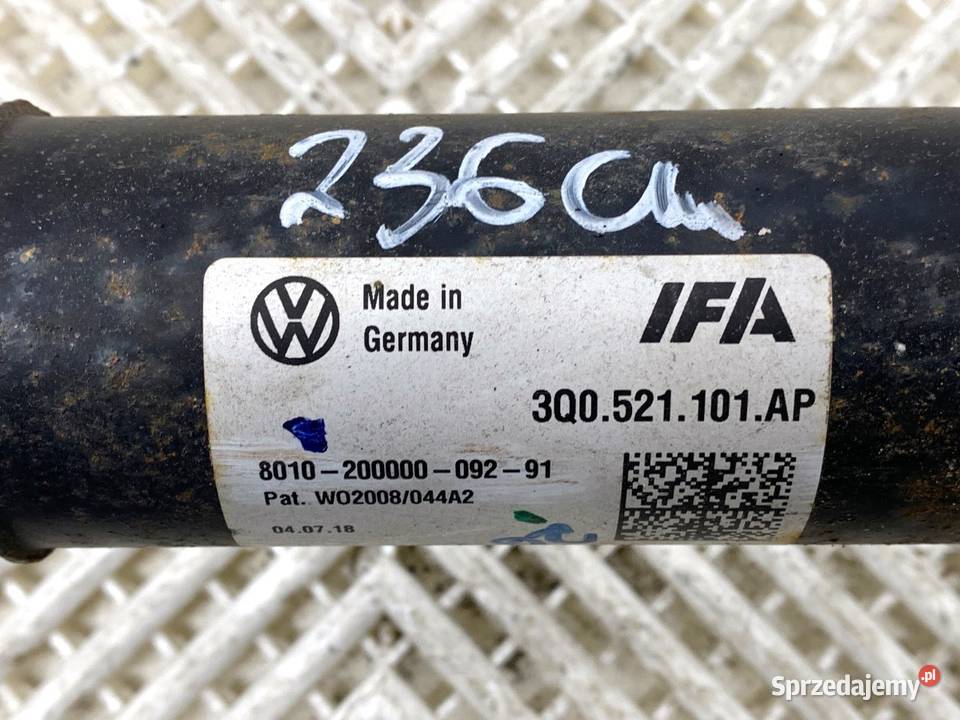 236cm
Made in
Germany
IFA
3Q0.521.101.AP
8010-200000-092-91
Pat. WO2008/044A2
04.07.18
Sprzedajemy.pl